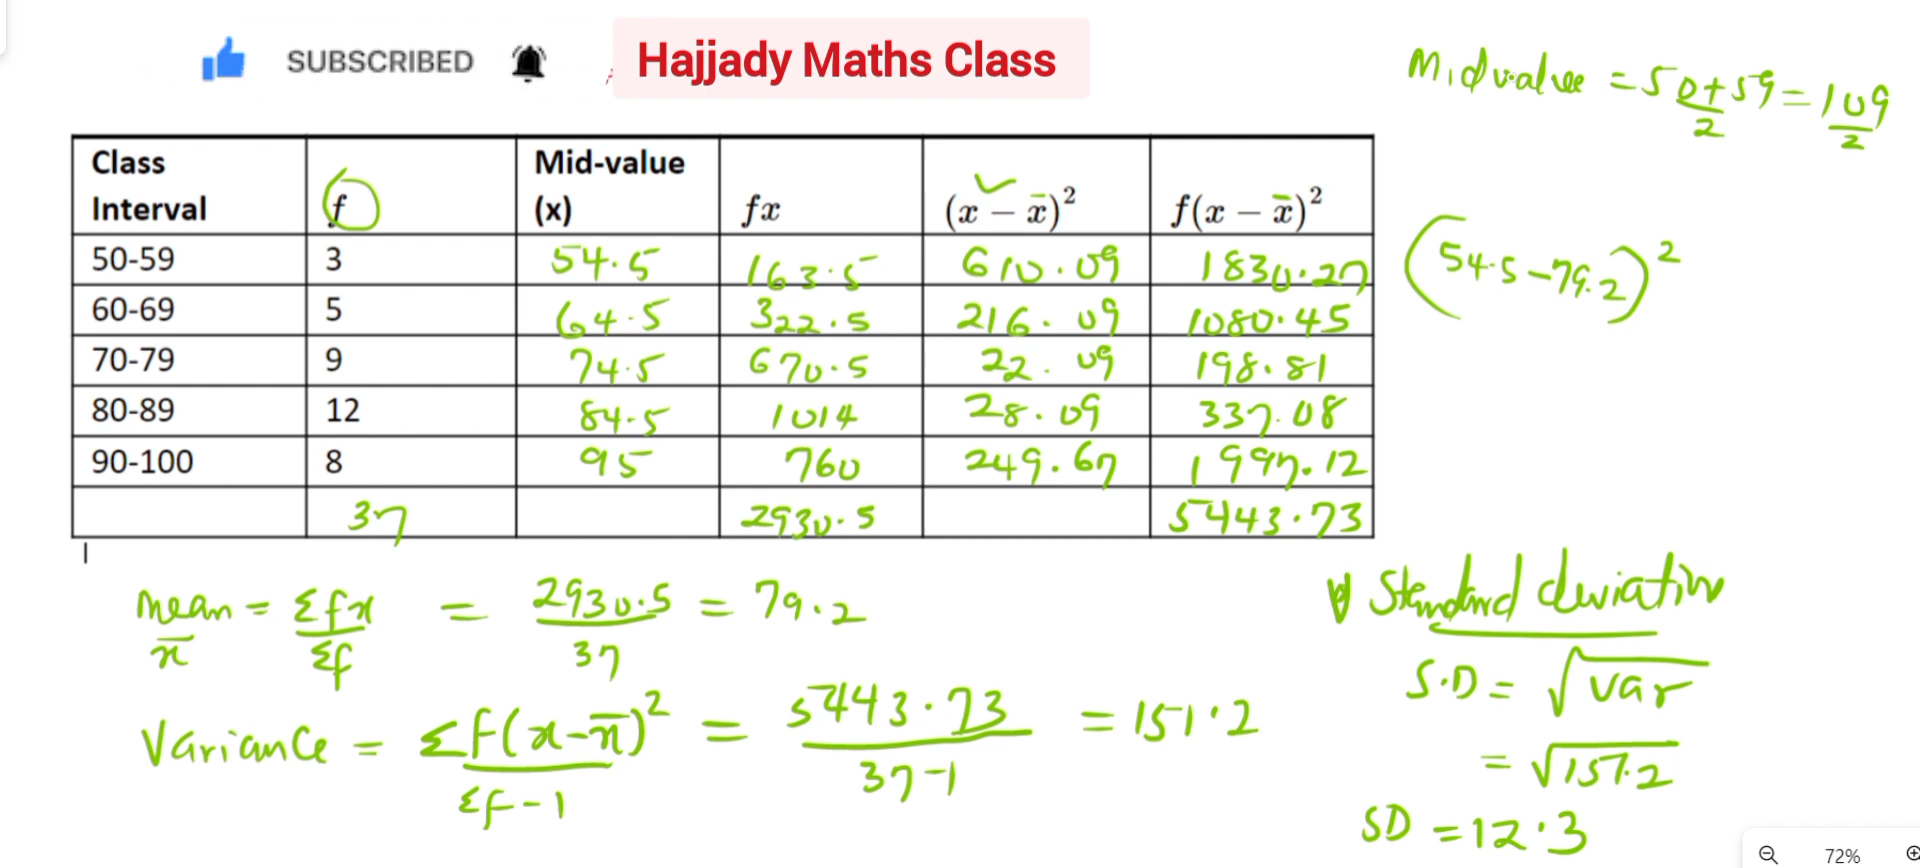 SUBSCRIBED
Hajjady Maths Class
Midvalue = 50+59/2 = 109/2
Class Interval f Mid-value (x) fx (x − x̄)² f(x − x̄)²
50-59 3 54.5 163.5 610.09 1830.27
(54.5-79.2)²
60-69 5 64.5 322.5 216.09 1080.45
70-79 9 74.5 670.5 22.09 198.81
80-89 12 84.5 1014 28.09 337.08
90-100 8 95 760 249.67 1997.12
37 2930.5 5443.73
mean x̄ = Σfx/Σf = 2930.5/37 = 79.2
Variance = Σf(x-x̄)²/Σf-1 = 5443.73/37-1 = 151.2
Standard deviation
S.D = √var
= √151.2
SD = 12.3
72%